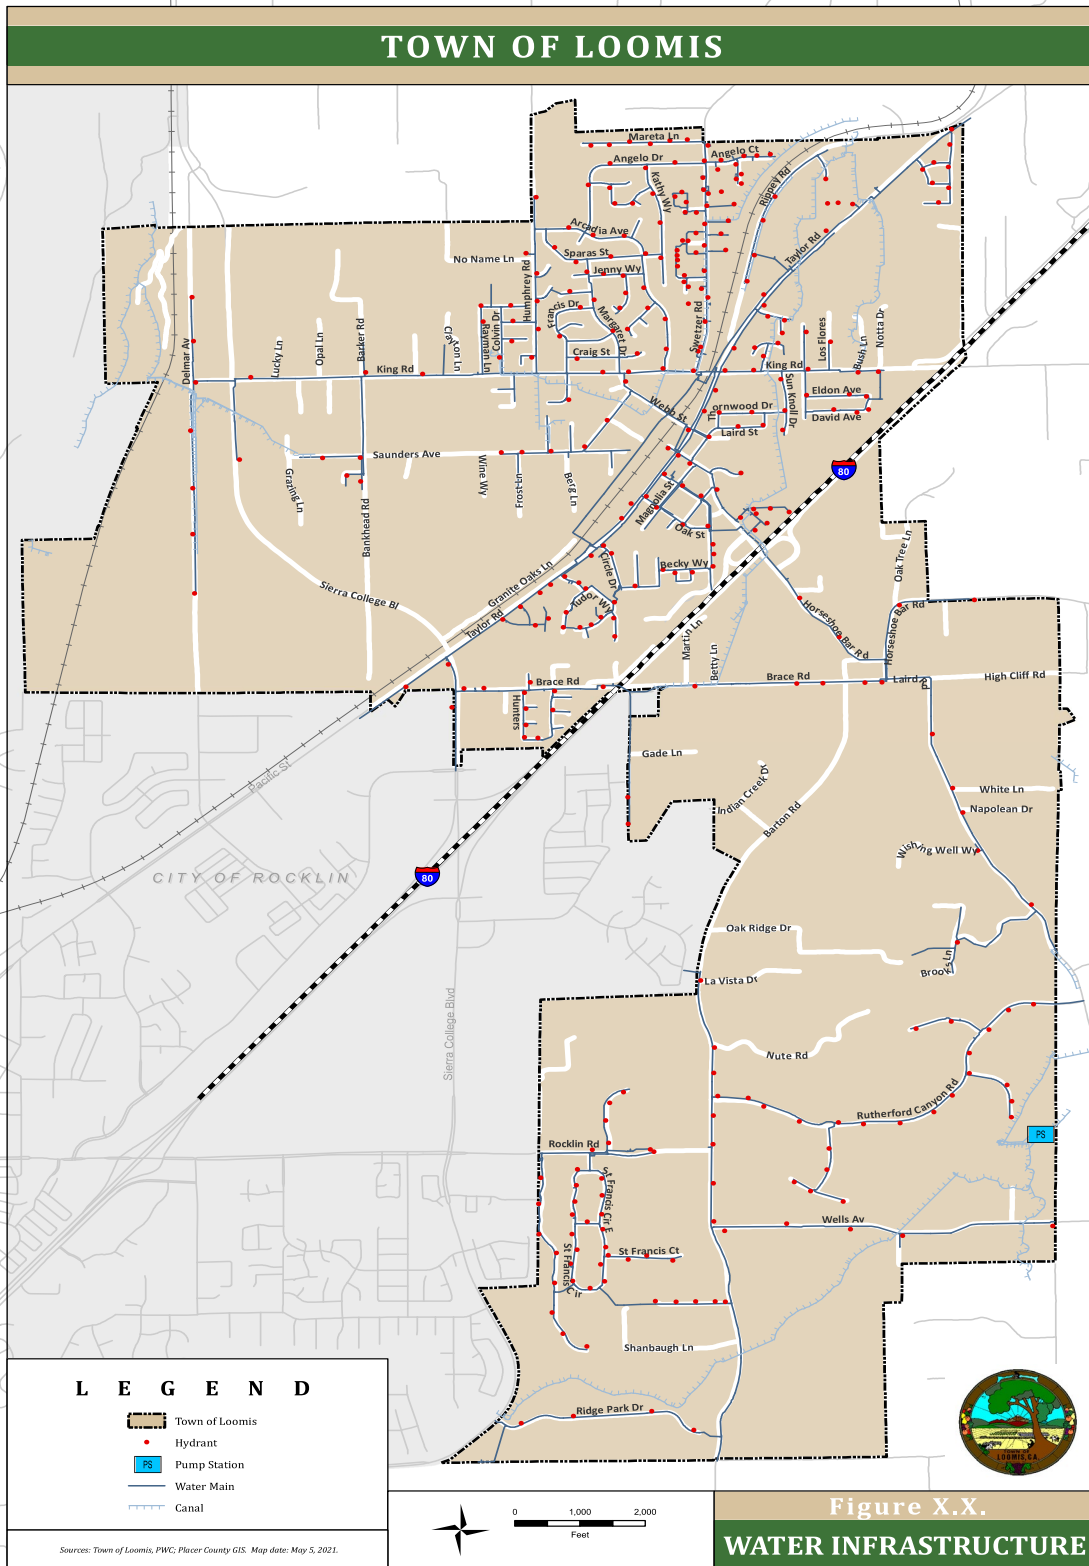 TOWN OF LOOMIS
Mareta Ln
Angelo Ct
Angelo Dr
Kathy Wy
Rippey Rd
Arcadia Ave
Taylor Rd
Sparas St
No Name Ln
Jenny Wy
Humphrey Rd
Francis Dr
Margaret Dr
Swetzer Rd
Colvin Dr
Rayman Ln
Clayton Ln
Barker Rd
Opal Ln
Lucky Ln
Delmar Av
Los Flores
Bush Ln
Notta Dr
Craig St
King Rd
King Rd
Sun Knoll Dr
Eldon Ave
Webb St
Thornwood Dr
David Ave
Laird St
Saunders Ave
Wine Wy
Frost Ln
Berg Ln
Grazing Ln
Bankhead Rd
80
Magnolia St
Oak St
Oak Tree Ln
Circle Dr
Becky Wy
Granite Oaks Ln
Sierra College Bl
Tudor Wy
Taylor Rd
Horseshoe Bar Rd
Horseshoe Bar Rd
Martin Ln
Betty Ln
Brace Rd
Brace Rd
Laird Rd
High Cliff Rd
Hunters
Gade Ln
Pacific St
Indian Creek Dr
Barton Rd
White Ln
Napolean Dr
Wishing Well Wy
CITY OF ROCKLIN
80
Oak Ridge Dr
Brooks Ln
La Vista Dr
Sierra College Blvd
Nute Rd
Rutherford Canyon Rd
PS
Rocklin Rd
St Francis Cir E
Wells Av
St Francis Ct
St Francis Cir
Shanbaugh Ln
Ridge Park Dr
LEGEND
Town of Loomis
Hydrant
PS
Pump Station
Water Main
Canal
Sources: Town of Loomis, PWC; Placer County GIS. Map date: May 5, 2021.
0 1,000 2,000
Feet
LOOMIS, CA.
Figure X.X.
WATER INFRASTRUCTURE